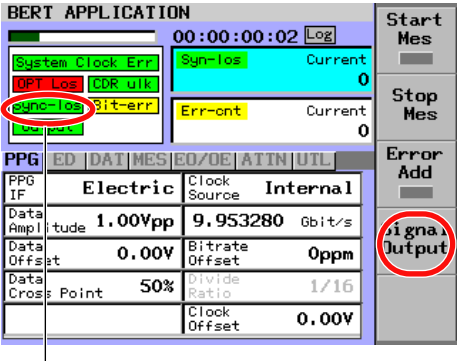 BERT APPLICATION
00:00:00:02 Log
System Clock Err
OPT Los CDR ulk
Sync-los Bit-err
Output
Syn-los Current
0
Err-cnt Current
0
PPG ED DAT MES EO/OE ATTN UTL
PPG IF Electric Clock Source Internal
Data Amplitude 1.00Vpp 9.953280 Gbit/s
Data Offset 0.00V Bitrate Offset 0ppm
Data Cross Point 50% Divide Ratio 1/16
Clock Offset 0.00V
Start
Mes
Stop
Mes
Error
Add
Signal
Output